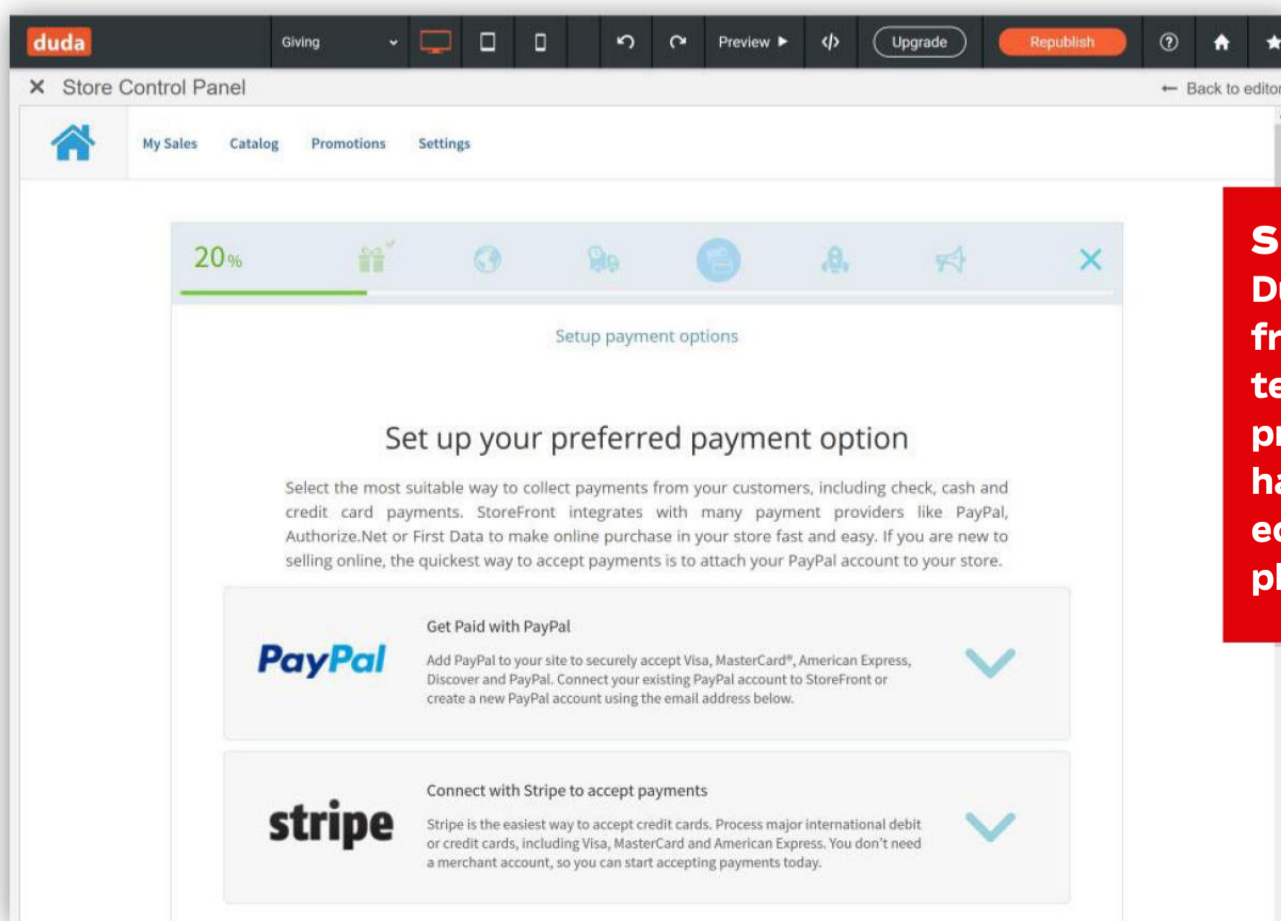 duda
Giving
Preview
</>
Upgrade
Republish
?
× Store Control Panel
← Back to editor
My Sales Catalog Promotions Settings
20%
Setup payment options
Set up your preferred payment option
Select the most suitable way to collect payments from your customers, including check, cash and
credit card payments. StoreFront integrates with many payment providers like PayPal,
Authorize.Net or First Data to make online purchase in your store fast and easy. If you are new to
selling online, the quickest way to accept payments is to attach your PayPal account to your store.
PayPal
Get Paid with PayPal
Add PayPal to your site to securely accept Visa, MasterCard®, American Express,
Discover and PayPal. Connect your existing PayPal account to StoreFront or
create a new PayPal account using the email address below.
stripe
Connect with Stripe to accept payments
Stripe is the easiest way to accept credit cards. Process major international debit
or credit cards, including Visa, MasterCard and American Express. You don't need
a merchant account, so you can start accepting payments today.